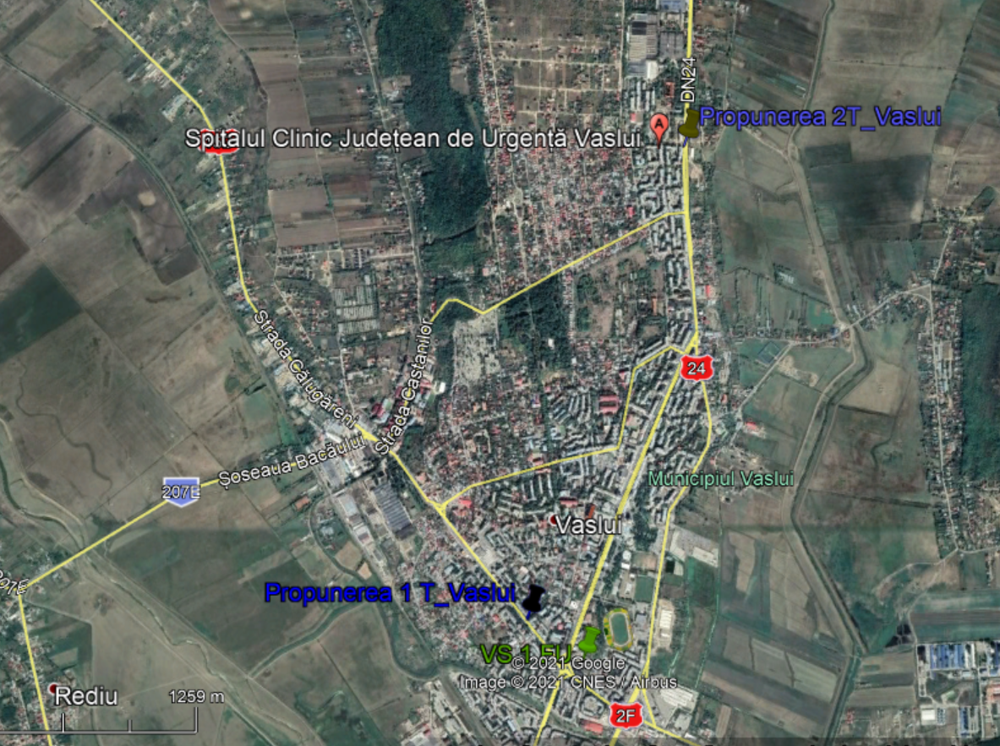 DN24
Propunerea 2T_Vaslui
A
Spitalul Clinic Județean de Urgență Vaslui
Strada Călugăreni
Strada Castanilor
24
Șoseaua Bacăului
207E
Municipiul Vaslui
Vaslui
207E
Propunerea 1 T_Vaslui
VS 1 FU
© 2021 Google
Image © 2021 CNES / Airbus
Rediu
1259 m
2F